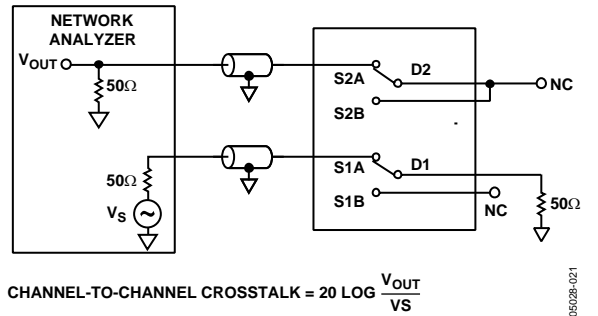 NETWORK
ANALYZER
VOUT
50Ω
S2A
D2
NC
S2B
50Ω
VS
S1A
D1
S1B
NC
50Ω
CHANNEL-TO-CHANNEL CROSSTALK = 20 LOG VOUT
VS
05028-021